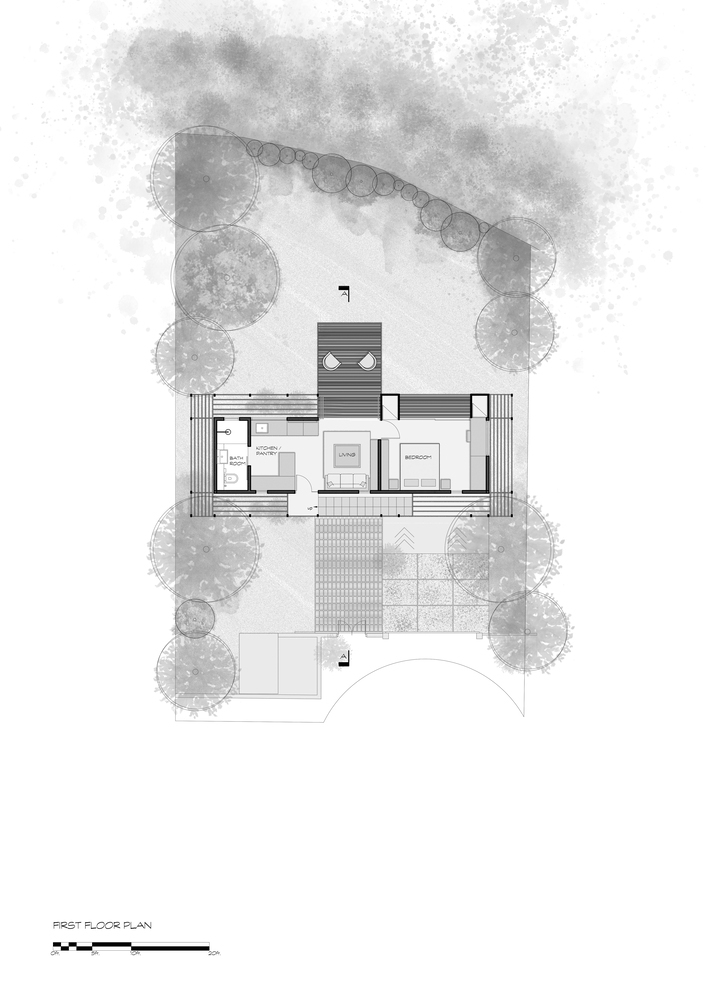 A
KITCHEN /
PANTRY
BATH
ROOM
LIVING
BEDROOM
A
FIRST FLOOR PLAN
0ft. 5ft. 10ft. 20ft.